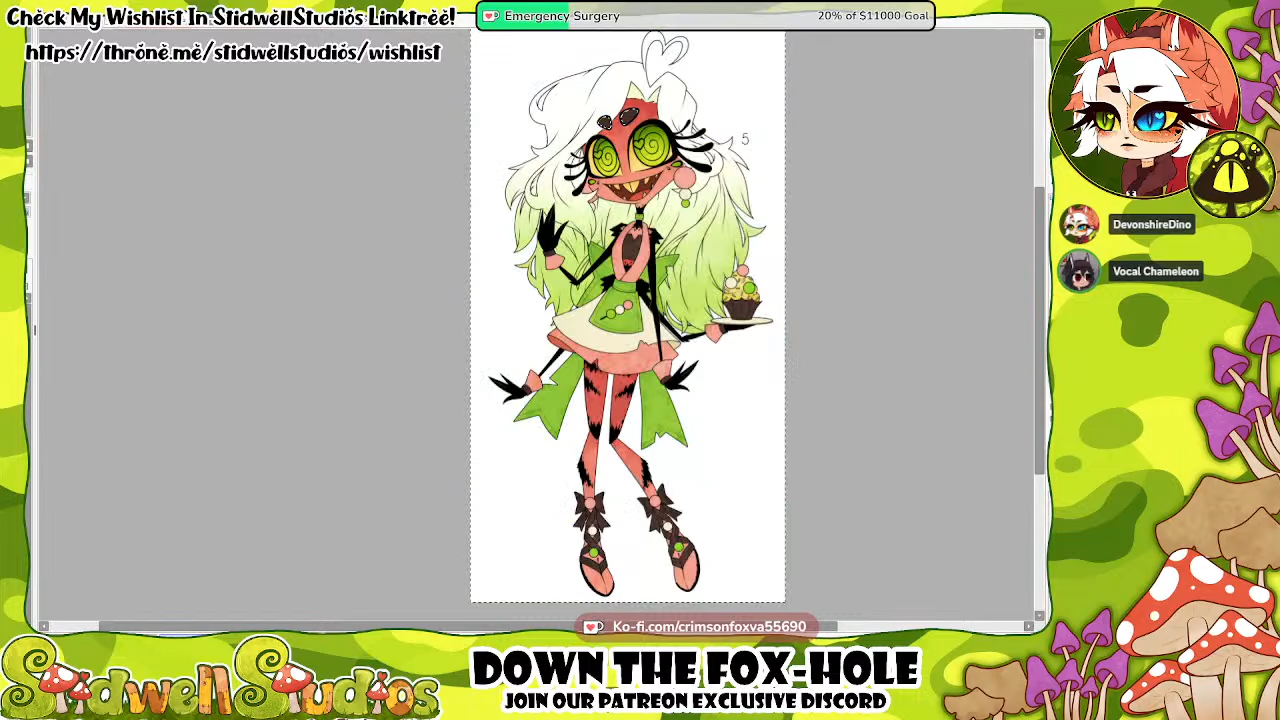 Check My Wishlist In StidwellStudios Linktree!
https://throne.me/stidwellstudios/wishlist
Emergency Surgery
20% of $11000 Goal
5
DevonshireDino
Vocal Chameleon
Ko-fi.com/crimsonfoxva55690
StidwellStudios
DOWN THE FOX-HOLE
JOIN OUR PATREON EXCLUSIVE DISCORD